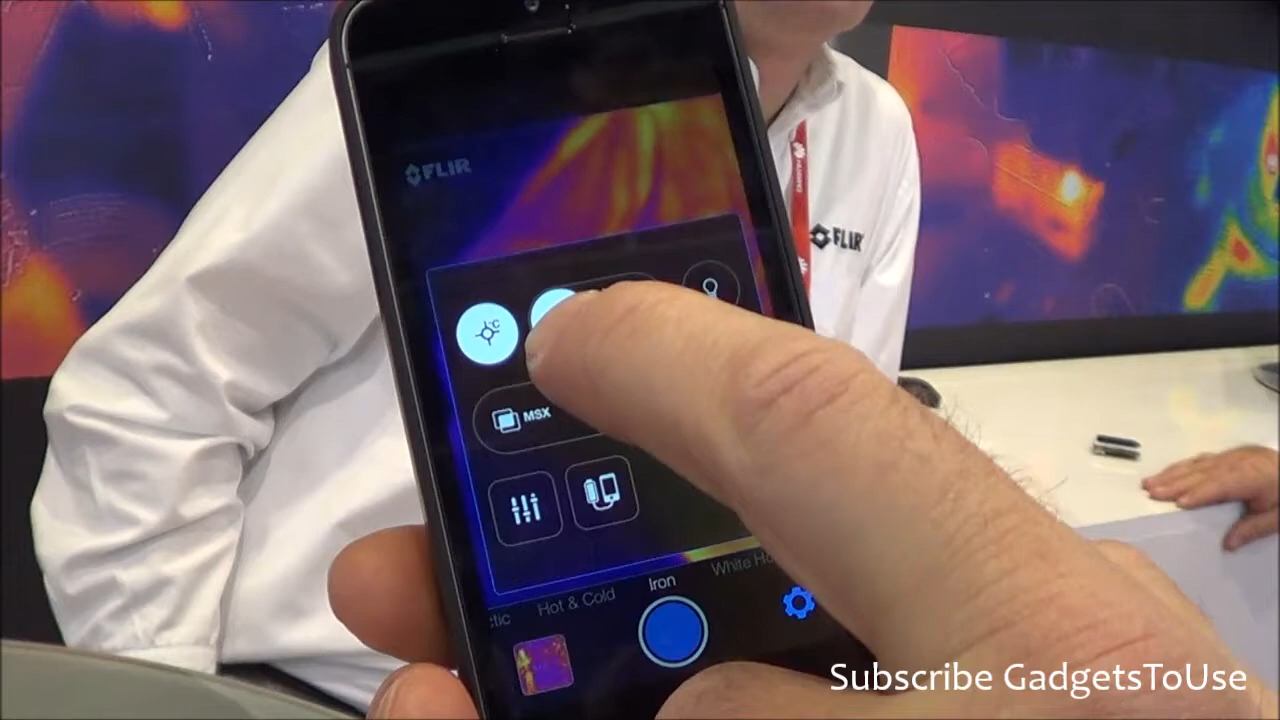 FLIR
FLIR
°C
MSX
Hot & Cold
Iron
Subscribe GadgetsToUse